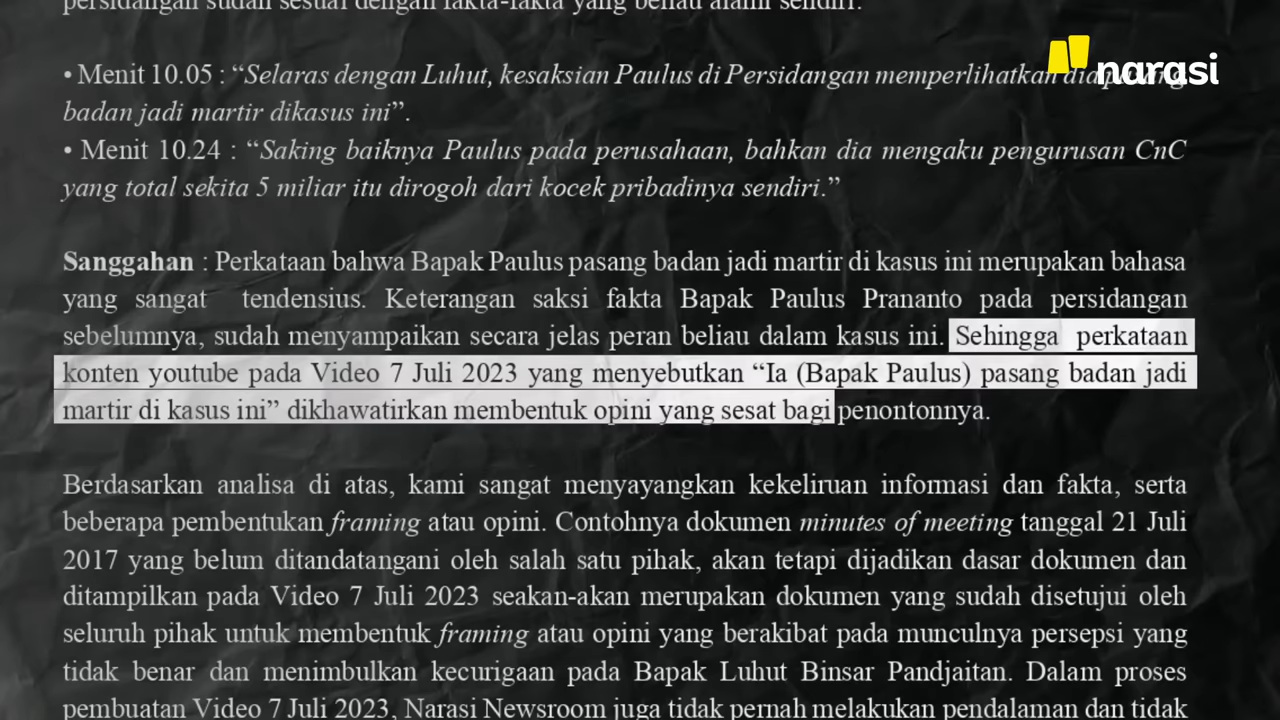 persidangan sudah sesuai dengan fakta-fakta yang beliau alami sendiri.
narasi
• Menit 10.05 : “Selaras dengan Luhut, kesaksian Paulus di Persidangan memperlihatkan dia pasang
badan jadi martir dikasus ini”.
• Menit 10.24 : “Saking baiknya Paulus pada perusahaan, bahkan dia mengaku pengurusan CnC
yang total sekita 5 miliar itu dirogoh dari kocek pribadinya sendiri.”
Sanggahan : Perkataan bahwa Bapak Paulus pasang badan jadi martir di kasus ini merupakan bahasa
yang sangat tendensius. Keterangan saksi fakta Bapak Paulus Prananto pada persidangan
sebelumnya, sudah menyampaikan secara jelas peran beliau dalam kasus ini. Sehingga perkataan
konten youtube pada Video 7 Juli 2023 yang menyebutkan “Ia (Bapak Paulus) pasang badan jadi
martir di kasus ini” dikhawatirkan membentuk opini yang sesat bagi penontonnya.
Berdasarkan analisa di atas, kami sangat menyayangkan kekeliruan informasi dan fakta, serta
beberapa pembentukan framing atau opini. Contohnya dokumen minutes of meeting tanggal 21 Juli
2017 yang belum ditandatangani oleh salah satu pihak, akan tetapi dijadikan dasar dokumen dan
ditampilkan pada Video 7 Juli 2023 seakan-akan merupakan dokumen yang sudah disetujui oleh
seluruh pihak untuk membentuk framing atau opini yang berakibat pada munculnya persepsi yang
tidak benar dan menimbulkan kecurigaan pada Bapak Luhut Binsar Pandjaitan. Dalam proses
pembuatan Video 7 Juli 2023, Narasi Newsroom juga tidak pernah melakukan pendalaman dan tidak